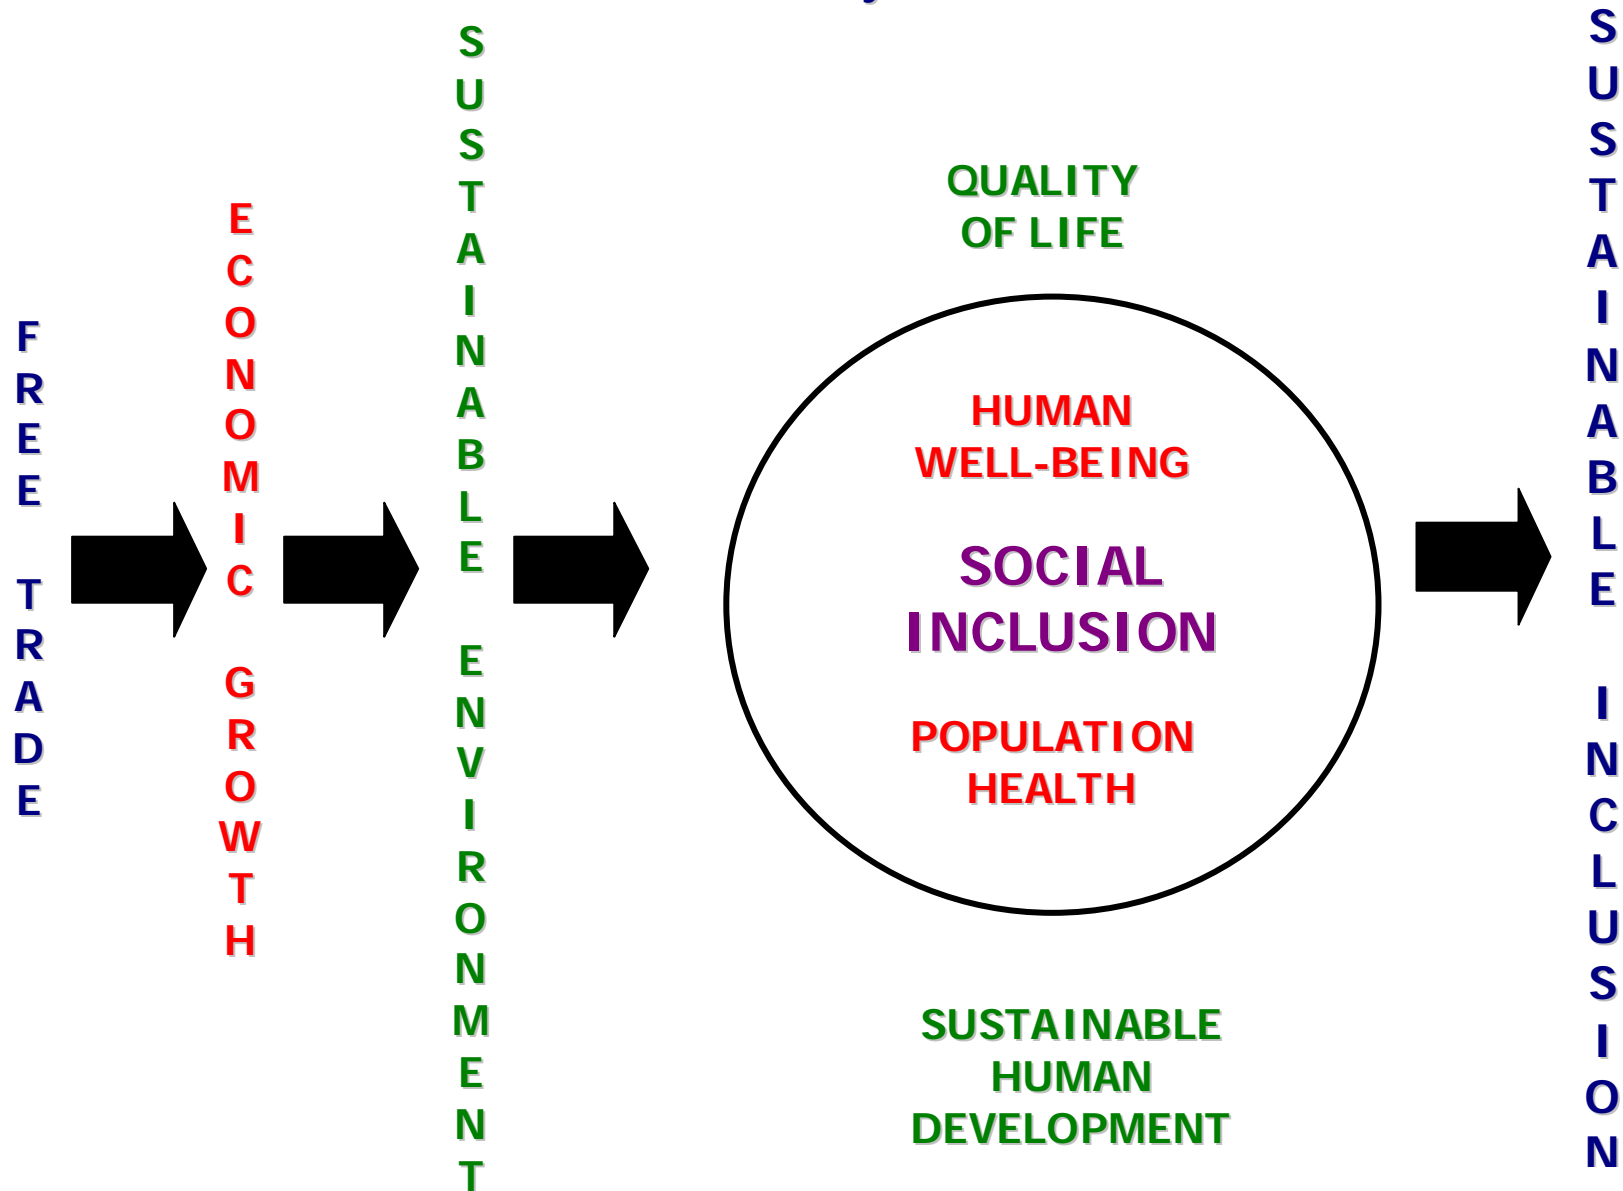 FREE TRADE
ECONOMIC GROWTH
SUSTAINABLE ENVIRONMENT
QUALITY
OF LIFE
HUMAN
WELL-BEING
SOCIAL
INCLUSION
POPULATION
HEALTH
SUSTAINABLE
HUMAN
DEVELOPMENT
SUSTAINABLE INCLUSION